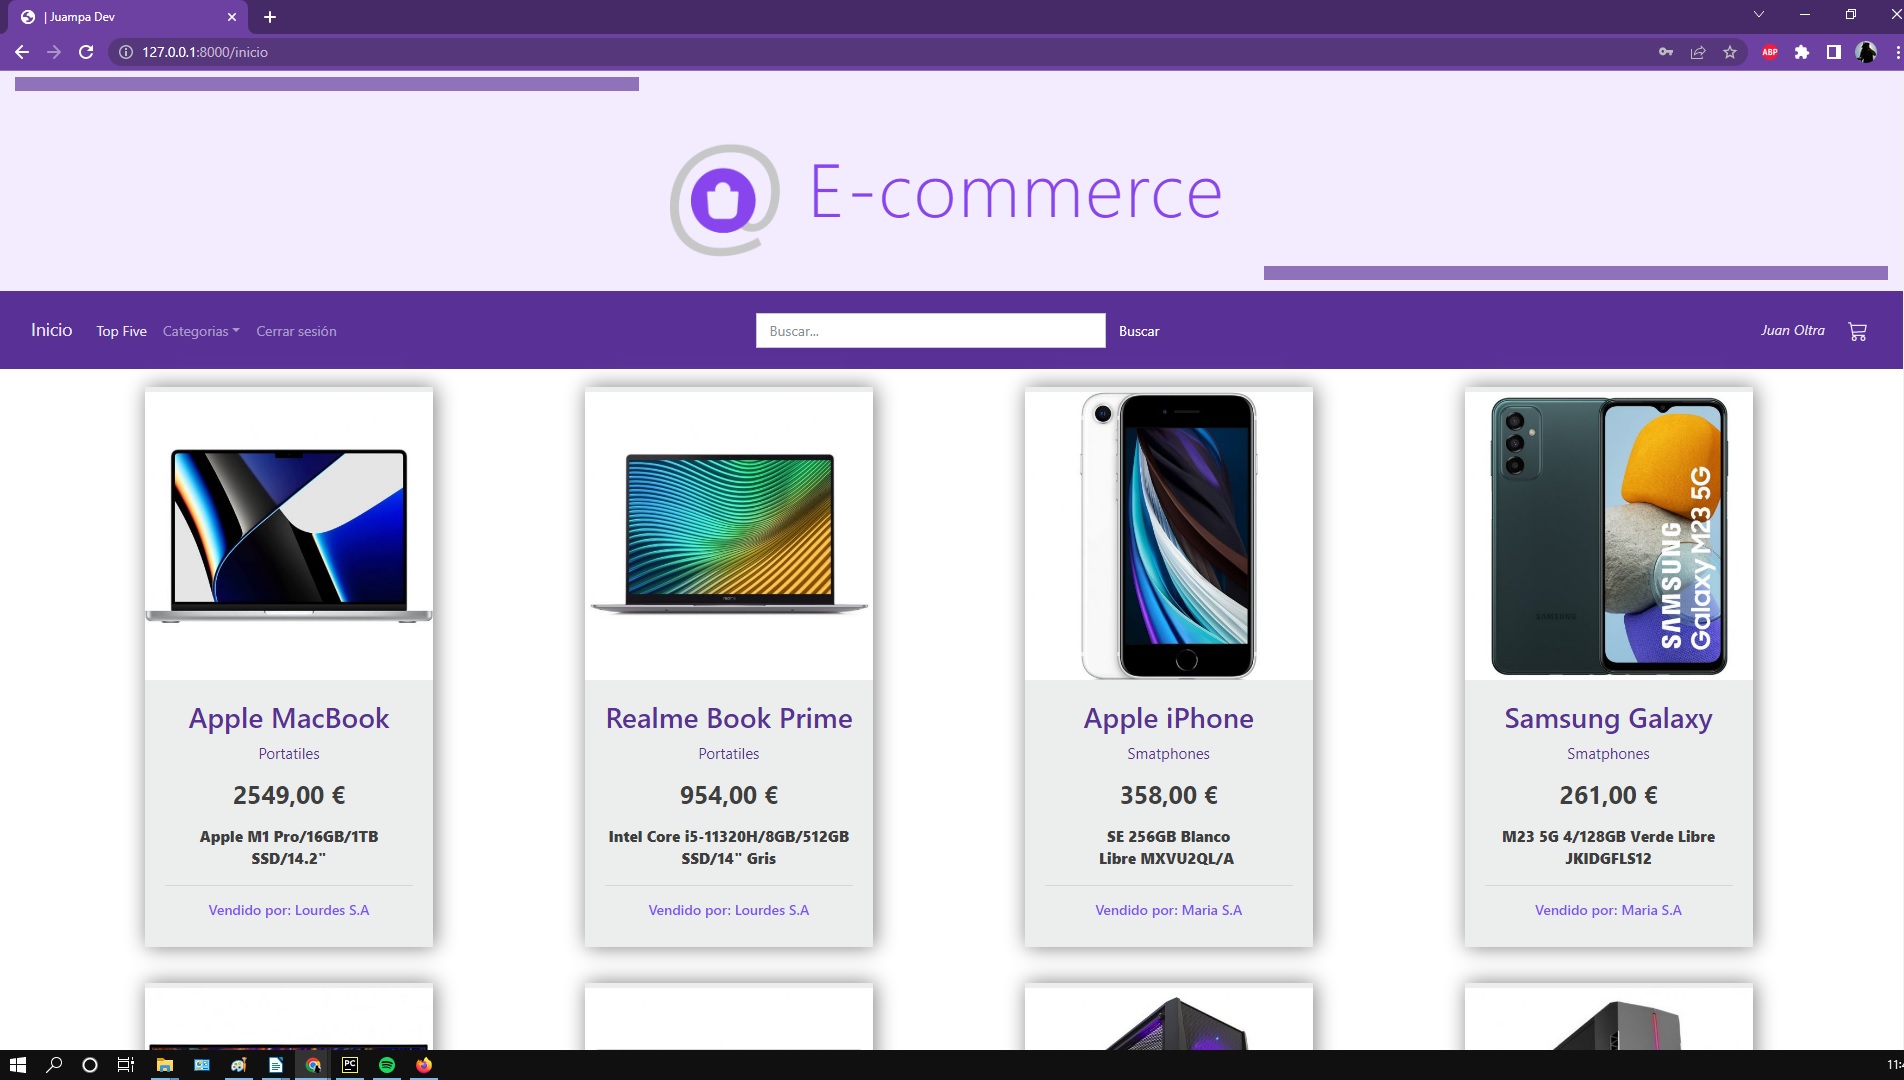 | Juampa Dev
127.0.0.1:8000/inicio
ABP
E-commerce
Inicio
Top Five
Categorias
Cerrar sesión
Buscar...
Buscar
Juan Oltra
SAMSUNG
Galaxy M23 5G
SAMSUNG
Apple MacBook
Portatiles
2549,00 €
Apple M1 Pro/16GB/1TB
SSD/14.2"
Vendido por: Lourdes S.A
Realme Book Prime
Portatiles
954,00 €
Intel Core i5-11320H/8GB/512GB
SSD/14" Gris
Vendido por: Lourdes S.A
Apple iPhone
Smatphones
358,00 €
SE 256GB Blanco
Libre MXVU2QL/A
Vendido por: Maria S.A
Samsung Galaxy
Smatphones
261,00 €
M23 5G 4/128GB Verde Libre
JKIDGFLS12
Vendido por: Maria S.A
PC